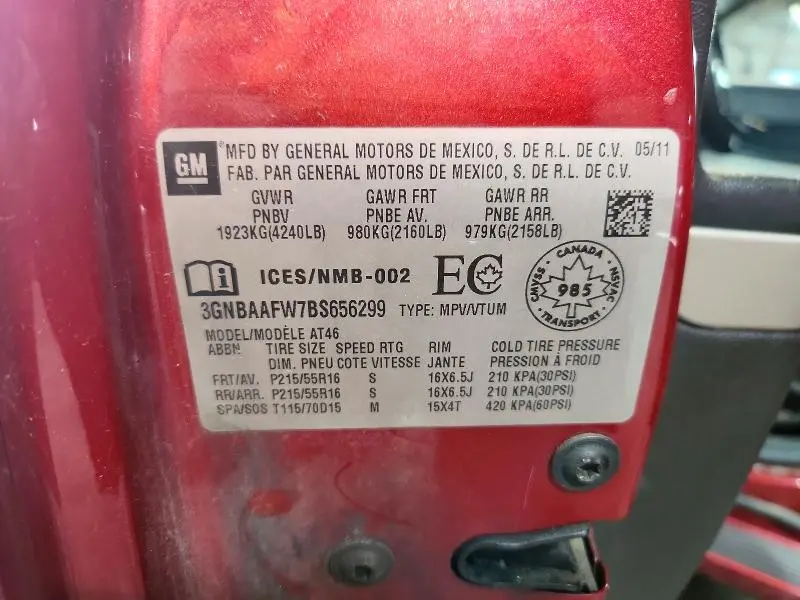 GM
MFD BY GENERAL MOTORS DE MEXICO, S. DE R.L. DE C.V. 05/11
FAB. PAR GENERAL MOTORS DE MEXICO, S. DE R.L. DE C.V.
GVWR GAWR FRT GAWR RR
PNBV PNBE AV. PNBE ARR.
1923KG(4240LB) 980KG(2160LB) 979KG(2158LB)
i ICES/NMB-002 EC
CANADA
CMVSS 985 NSVAC
TRANSPORT
3GNBAAFW7BS656299 TYPE: MPV/VTUM
MODEL/MODÈLE AT46
ABBN TIRE SIZE SPEED RTG RIM COLD TIRE PRESSURE
DIM. PNEU COTE VITESSE JANTE PRESSION À FROID
FRT/AV. P215/55R16 S 16X6.5J 210 KPA(30PSI)
RR/ARR. P215/55R16 S 16X6.5J 210 KPA(30PSI)
SPA/SOS T115/70D15 M 15X4T 420 KPA(60PSI)